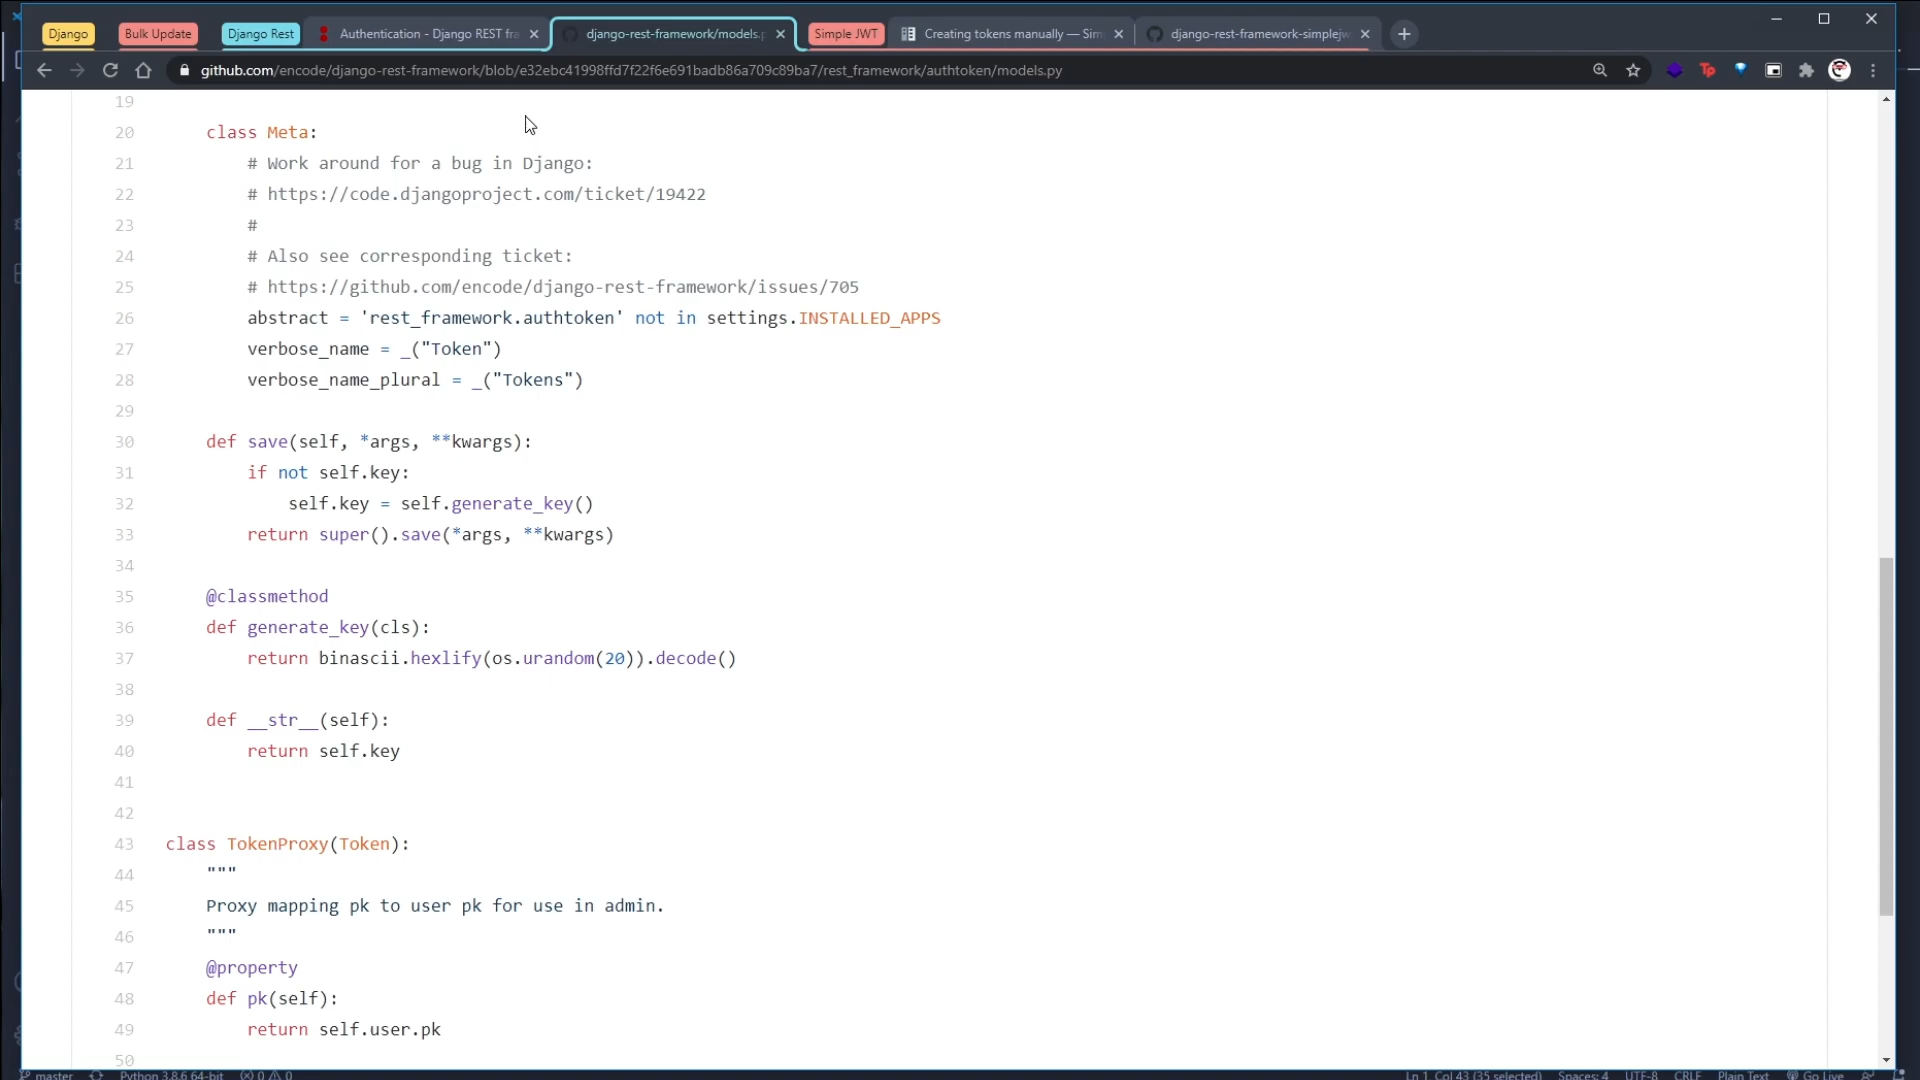 Django
Bulk Update
Django Rest
Authentication - Django REST fra
django-rest-framework/models.p
Simple JWT
Creating tokens manually — Sim
django-rest-framework-simplejw
github.com/encode/django-rest-framework/blob/e32ebc41998ffd7f22f6e691badb86a709c89ba7/rest_framework/authtoken/models.py
19
20 class Meta:
21 # Work around for a bug in Django:
22 # https://code.djangoproject.com/ticket/19422
23 #
24 # Also see corresponding ticket:
25 # https://github.com/encode/django-rest-framework/issues/705
26 abstract = 'rest_framework.authtoken' not in settings.INSTALLED_APPS
27 verbose_name = _("Token")
28 verbose_name_plural = _("Tokens")
29
30 def save(self, *args, **kwargs):
31 if not self.key:
32 self.key = self.generate_key()
33 return super().save(*args, **kwargs)
34
35 @classmethod
36 def generate_key(cls):
37 return binascii.hexlify(os.urandom(20)).decode()
38
39 def __str__(self):
40 return self.key
41
42
43 class TokenProxy(Token):
44 """
45 Proxy mapping pk to user pk for use in admin.
46 """
47 @property
48 def pk(self):
49 return self.user.pk
50
master Python 3.8.6 64-bit 0 0 Ln 1, Col 43 (35 selected) Spaces: 4 UTF-8 CRLF Plain Text Go Live